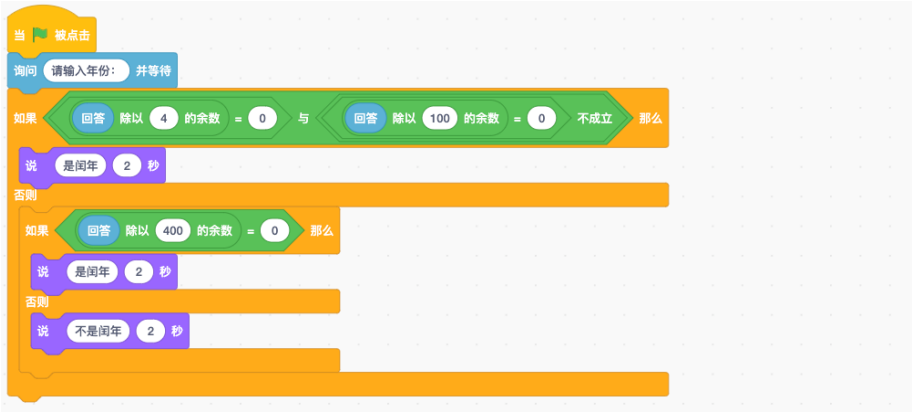 当 被点击
询问 请输入年份： 并等待
如果 回答 除以 4 的余数 = 0 与 回答 除以 100 的余数 = 0 不成立 那么
说 是闰年 2 秒
否则
如果 回答 除以 400 的余数 = 0 那么
说 是闰年 2 秒
否则
说 不是闰年 2 秒